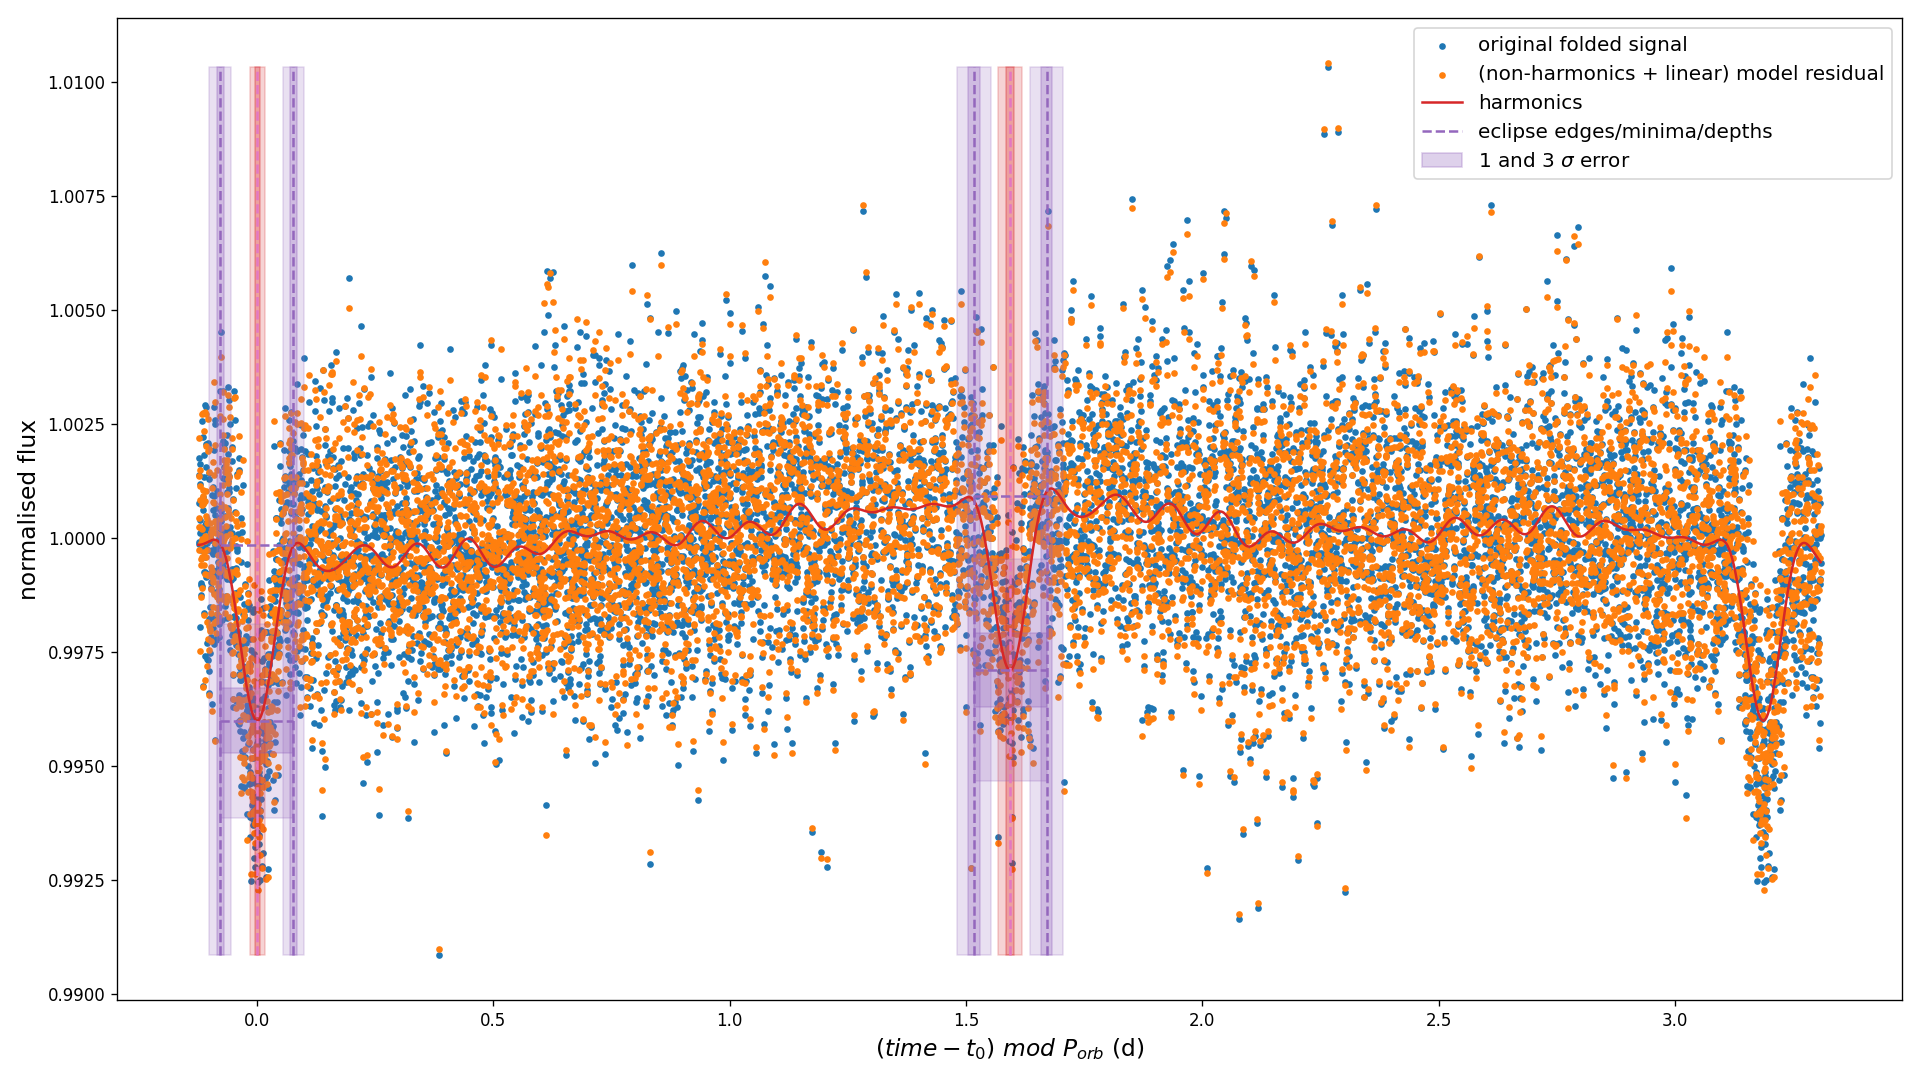 original folded signal
(non-harmonics + linear) model residual
harmonics
eclipse edges/minima/depths
1 and 3 σ error
1.0100
1.0075
1.0050
1.0025
1.0000
0.9975
0.9950
0.9925
0.9900
normalised flux
0.0 0.5 1.0 1.5 2.0 2.5 3.0
(time − t₀) mod P_orb (d)